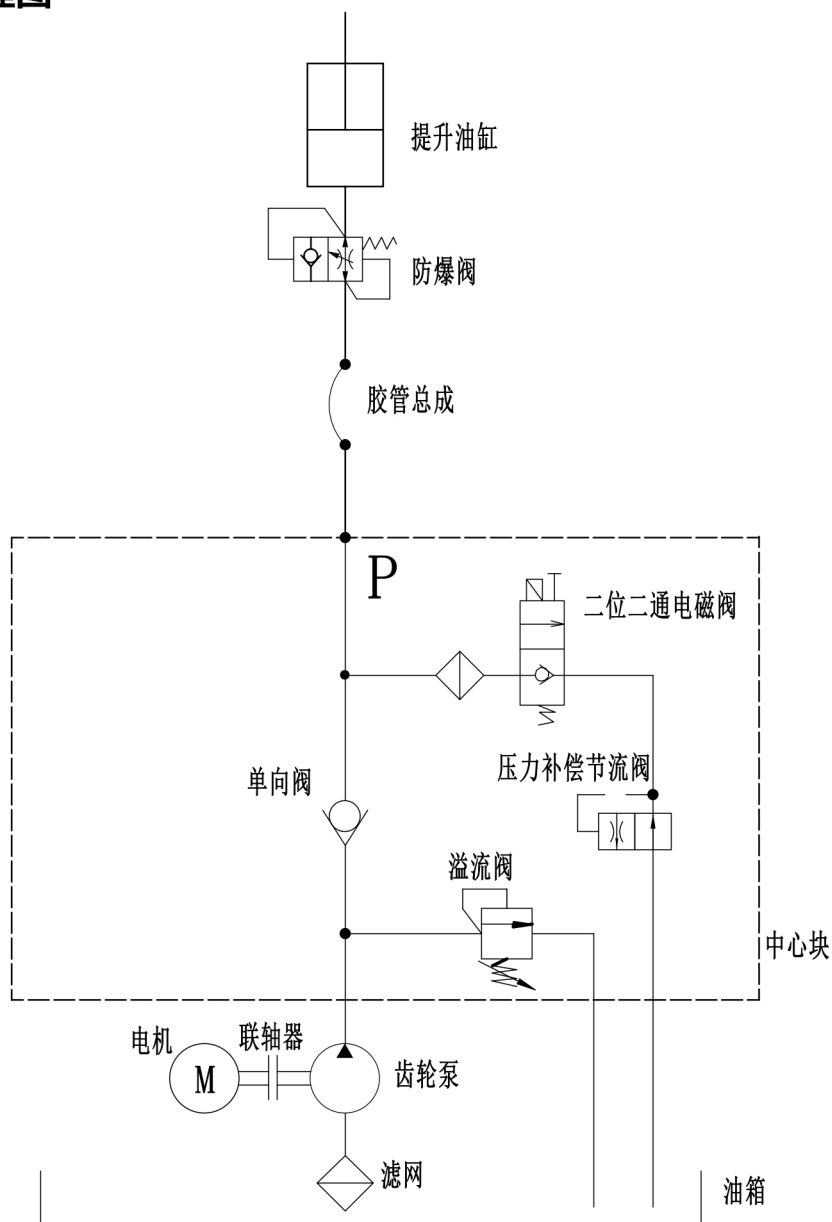 图
提升油缸
防爆阀
胶管总成
P
二位二通电磁阀
压力补偿节流阀
单向阀
溢流阀
中心块
电机
联轴器
M
齿轮泵
滤网
油箱